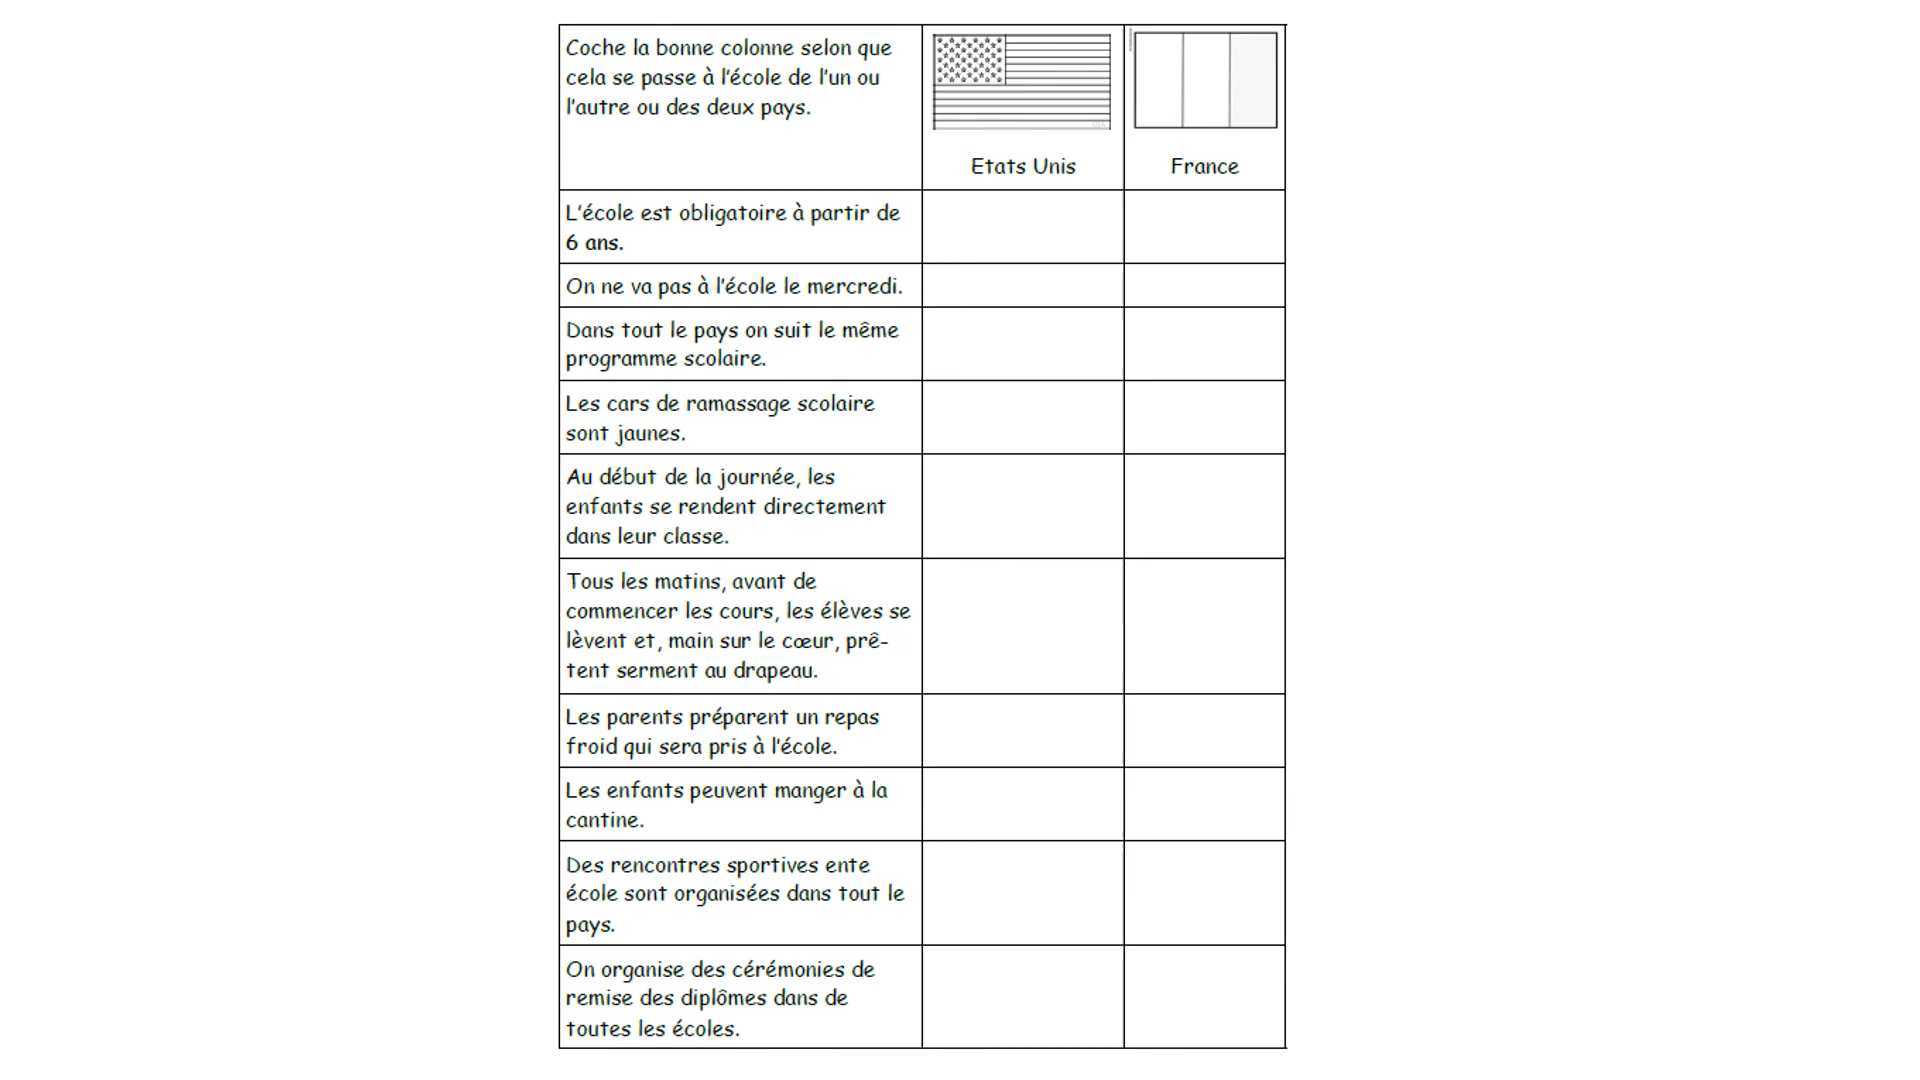 Coche la bonne colonne selon que
cela se passe à l'école de l'un ou
l'autre ou des deux pays.
Etats Unis
France
L'école est obligatoire à partir de
6 ans.
On ne va pas à l'école le mercredi.
Dans tout le pays on suit le même
programme scolaire.
Les cars de ramassage scolaire
sont jaunes.
Au début de la journée, les
enfants se rendent directement
dans leur classe.
Tous les matins, avant de
commencer les cours, les élèves se
lèvent et, main sur le cœur, prê-
tent serment au drapeau.
Les parents préparent un repas
froid qui sera pris à l'école.
Les enfants peuvent manger à la
cantine.
Des rencontres sportives ente
école sont organisées dans tout le
pays.
On organise des cérémonies de
remise des diplômes dans de
toutes les écoles.